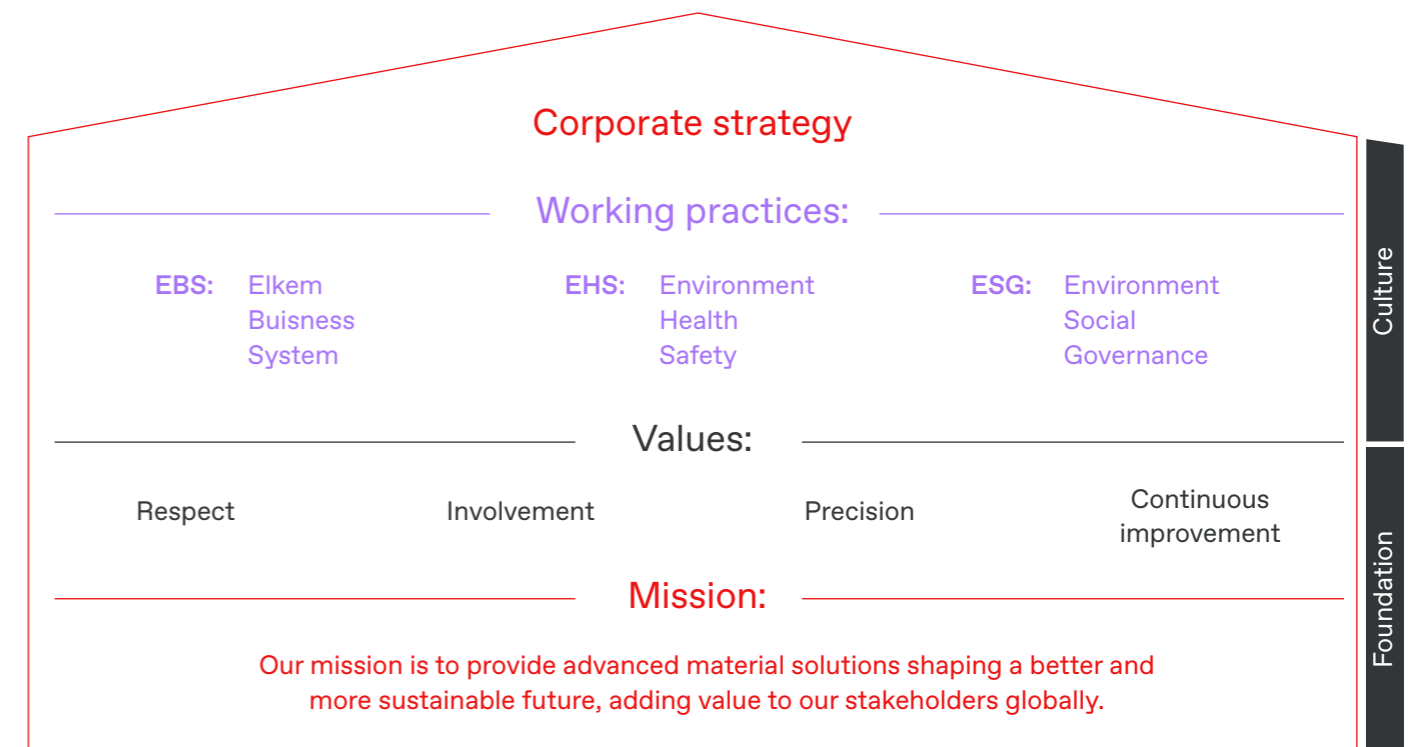 Corporate strategy
Working practices:
EBS: Elkem
Buisness
System
EHS: Environment
Health
Safety
ESG: Environment
Social
Governance
Culture
Values:
Respect
Involvement
Precision
Continuous
improvement
Mission:
Our mission is to provide advanced material solutions shaping a better and
more sustainable future, adding value to our stakeholders globally.
Foundation